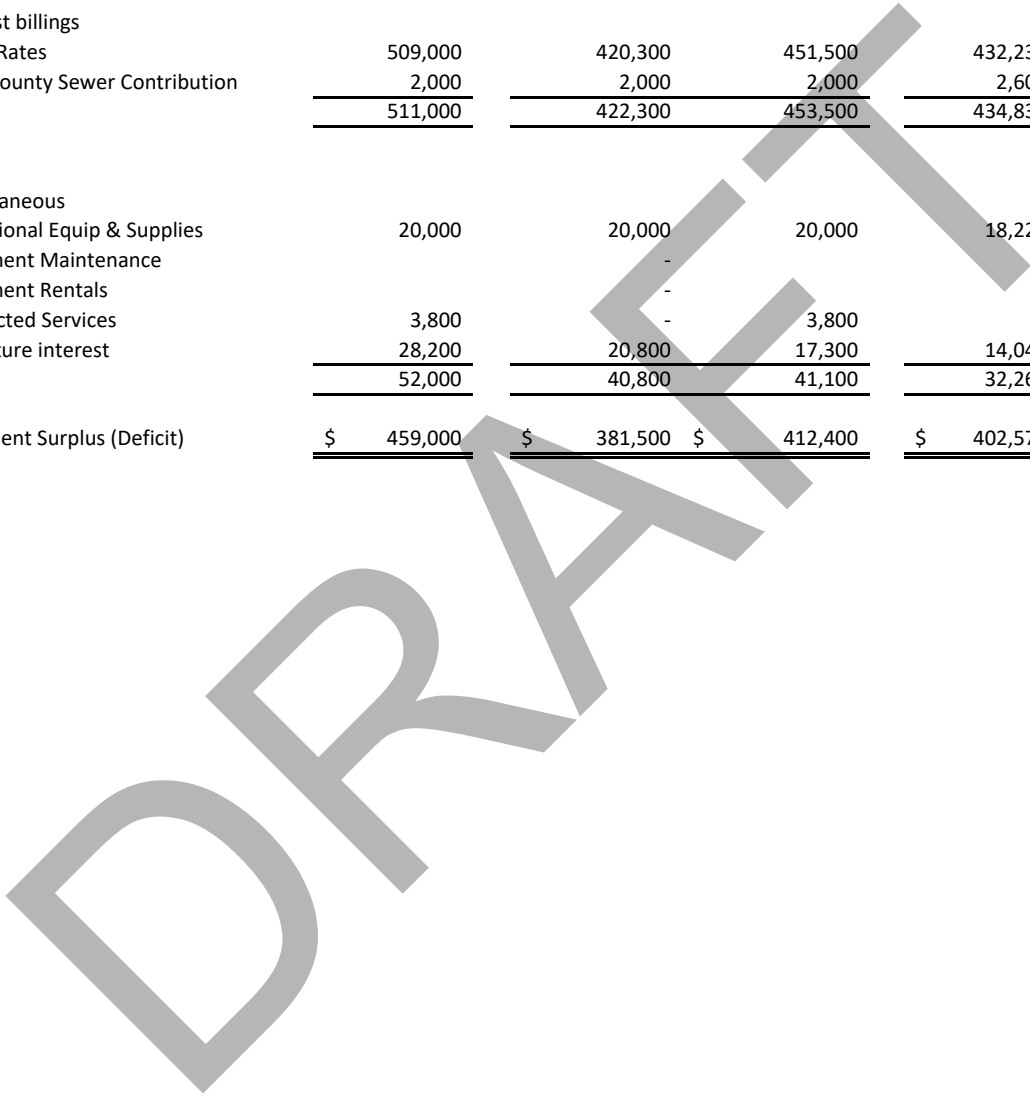 st billings
Rates 509,000 420,300 451,500 432,23
ounty Sewer Contribution 2,000 2,000 2,000 2,60
511,000 422,300 453,500 434,83
aneous
ional Equip & Supplies 20,000 20,000 20,000 18,22
ent Maintenance -
ent Rentals -
cted Services 3,800 - 3,800
ture interest 28,200 20,800 17,300 14,04
52,000 40,800 41,100 32,26
ent Surplus (Deficit) $ 459,000 $ 381,500 $ 412,400 $ 402,57
DRAFT